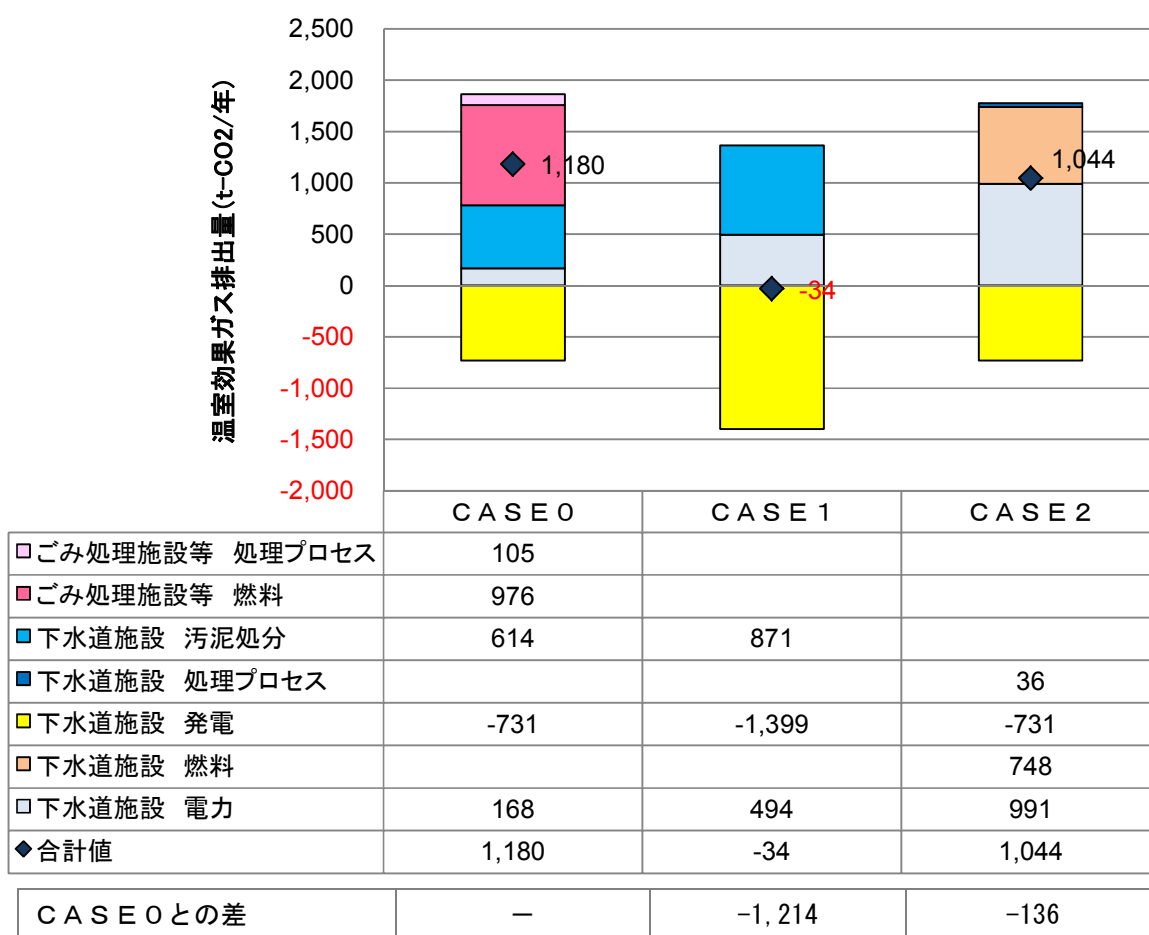 2,500
2,000
1,500
1,000
500
0
-500
-1,000
-1,500
-2,000
温室効果ガス排出量(t-CO2/年)
1,180
-34
1,044
CASE0 CASE1 CASE2
ごみ処理施設等 処理プロセス 105
ごみ処理施設等 燃料 976
下水道施設 汚泥処分 614 871
下水道施設 処理プロセス 36
下水道施設 発電 -731 -1,399 -731
下水道施設 燃料 748
下水道施設 電力 168 494 991
合計値 1,180 -34 1,044
CASE0との差 - -1,214 -136